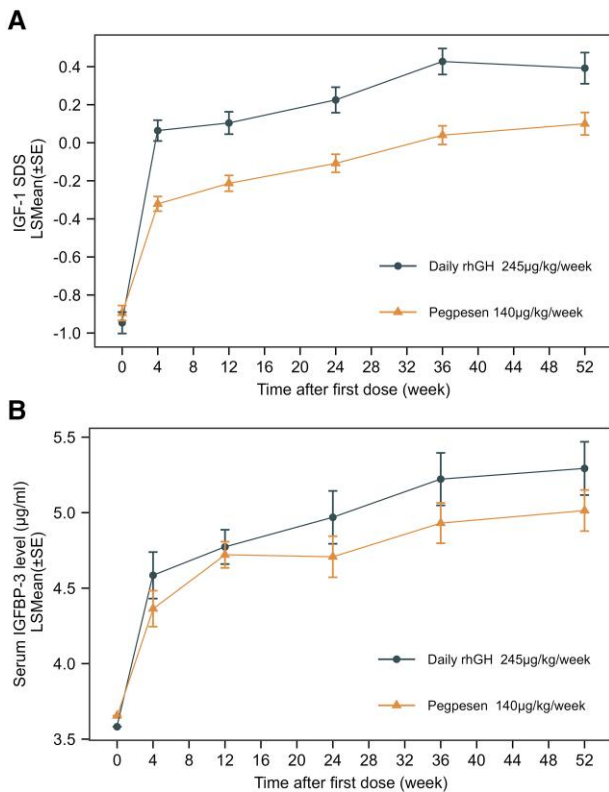 A
0.4
0.2
0.0
-0.2
-0.4
-0.6
-0.8
-1.0
IGF-1 SDS
LSMean(±SE)
Daily rhGH 245µg/kg/week
Pegpesen 140µg/kg/week
0 4 8 12 16 20 24 28 32 36 40 44 48 52
Time after first dose (week)
B
5.5
5.0
4.5
4.0
3.5
Serum IGFBP-3 level (µg/ml)
LSMean(±SE)
Daily rhGH 245µg/kg/week
Pegpesen 140µg/kg/week
0 4 8 12 16 20 24 28 32 36 40 44 48 52
Time after first dose (week)